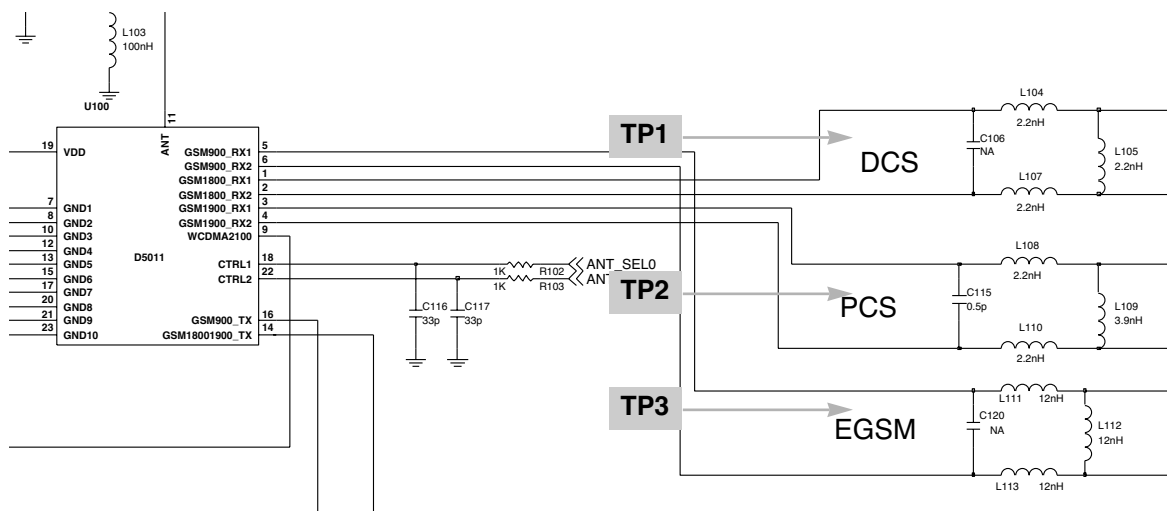 L103
100nH
U100
11
ANT
19
VDD
7
GND1
8
GND2
10
GND3
12
GND4
13
GND5
15
GND6
17
GND7
20
GND8
21
GND9
23
GND10
D5011
GSM900_RX1
5
GSM900_RX2
6
GSM1800_RX1
1
GSM1800_RX2
2
GSM1900_RX1
3
GSM1900_RX2
4
WCDMA2100
9
CTRL1
18
CTRL2
22
GSM900_TX
16
GSM18001900_TX
14
1K
R102
ANT_SEL0
1K
R103
ANT
C116
33p
C117
33p
TP1
DCS
L104
2.2nH
C106
NA
L105
2.2nH
L107
2.2nH
TP2
PCS
L108
2.2nH
C115
0.5p
L109
3.9nH
L110
2.2nH
TP3
EGSM
L111
12nH
C120
NA
L112
12nH
L113
12nH